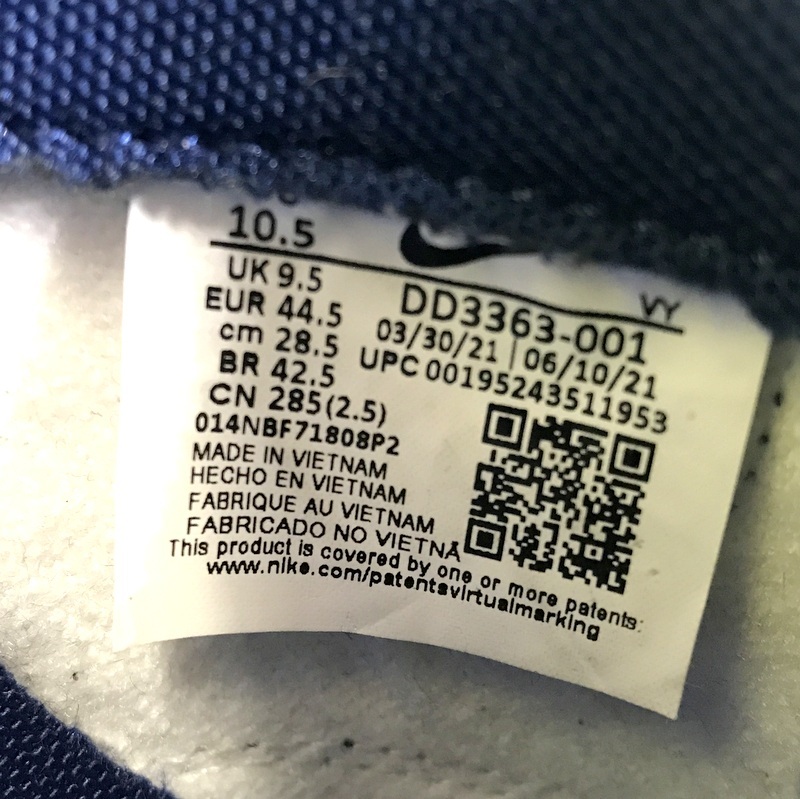 10.5
UK 9.5
EUR 44.5
cm 28.5
BR 42.5
CN 285(2.5)
VY
DD3363-001
03/30/21 | 06/10/21
UPC 00195243511953
014NBF71808P2
MADE IN VIETNAM
HECHO EN VIETNAM
FABRIQUE AU VIETNAM
FABRICADO NO VIETNÃ
This product is covered by one or more patents:
www.nike.com/patentsvirtualmarking